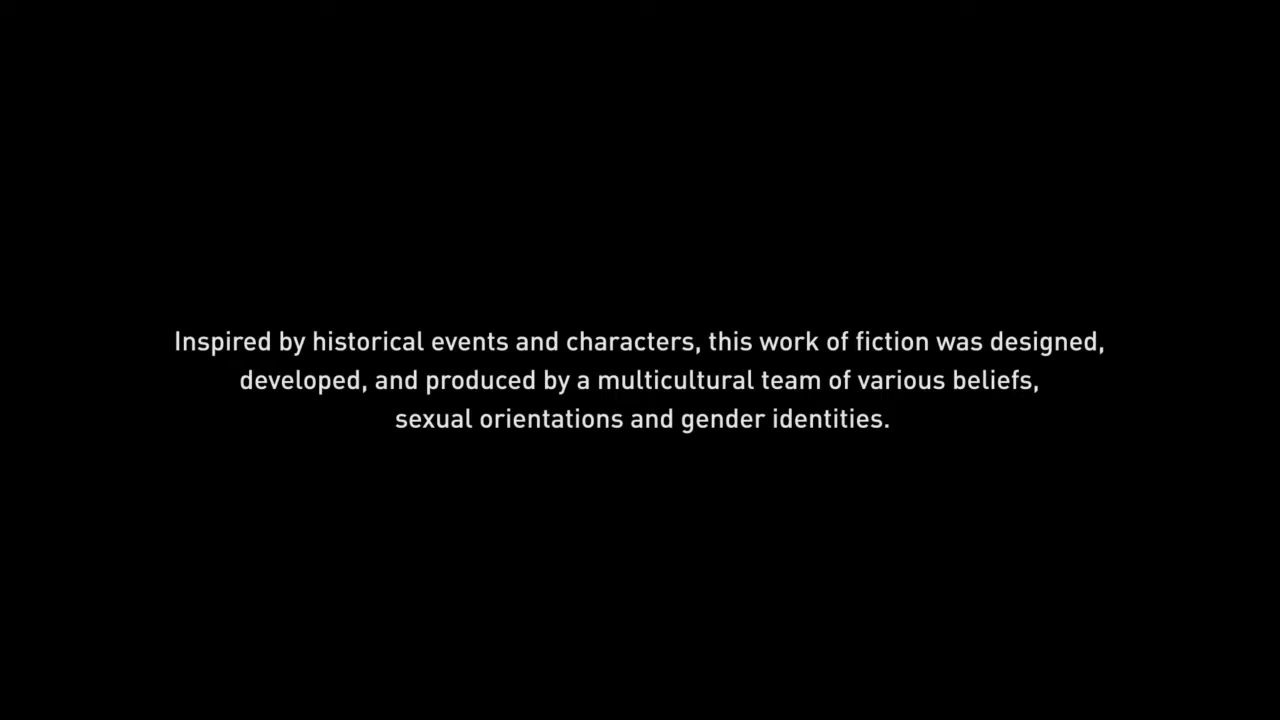 Inspired by historical events and characters, this work of fiction was designed,
developed, and produced by a multicultural team of various beliefs,
sexual orientations and gender identities.